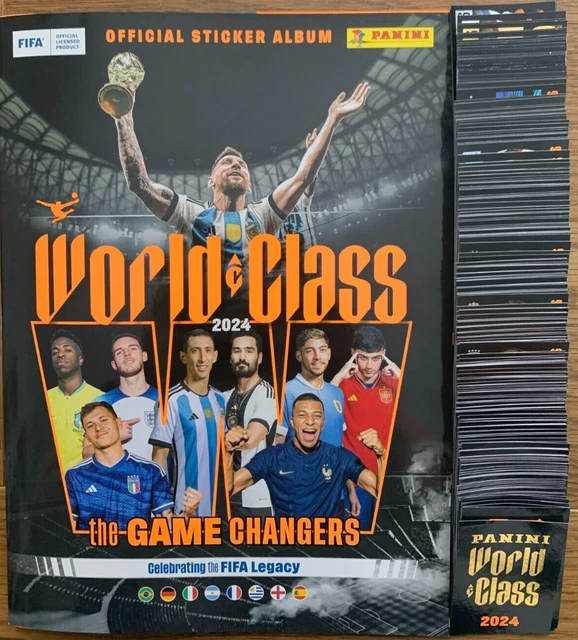 FIFA
OFFICIAL
LICENSED
PRODUCT
OFFICIAL STICKER ALBUM
PANINI
World Class
2024
the GAME CHANGERS
Celebrating the FIFA Legacy
PANINI
World
Class
2024